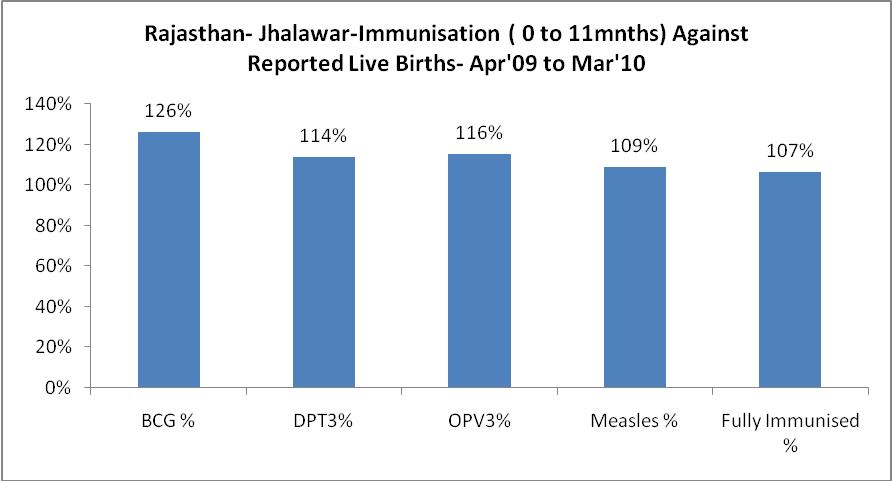 Rajasthan- Jhalawar-Immunisation ( 0 to 11mnths) Against
Reported Live Births- Apr'09 to Mar'10
140%
120%
100%
80%
60%
40%
20%
0%
126%
114%
116%
109%
107%
BCG %
DPT3%
OPV3%
Measles %
Fully Immunised
%